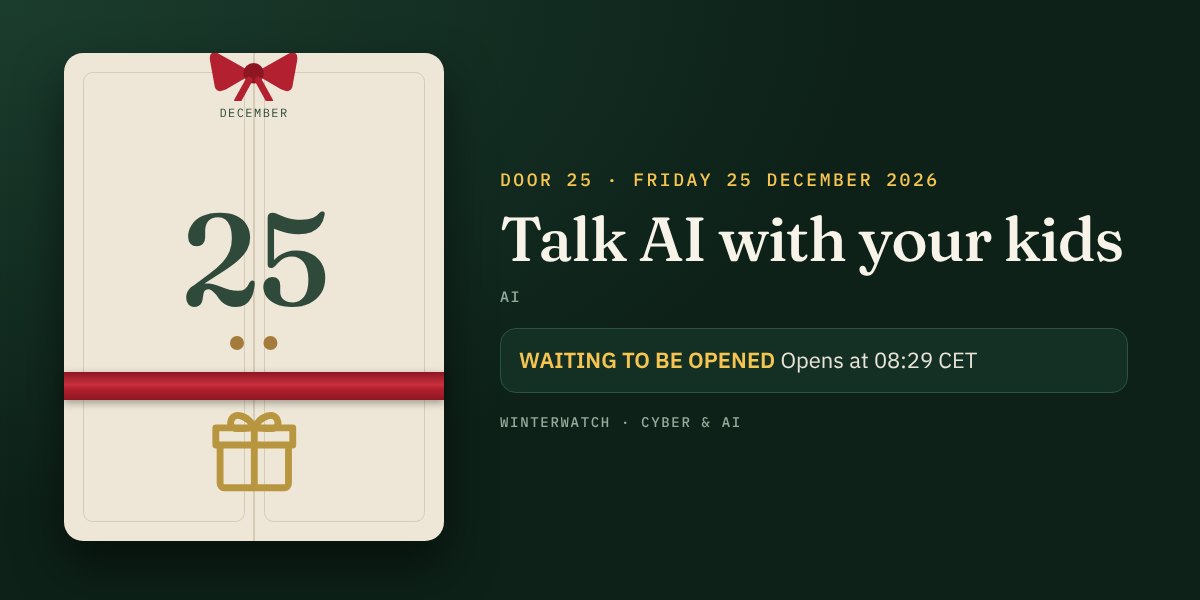 DECEMBER
25
DOOR 25 · FRIDAY 25 DECEMBER 2026
Talk AI with your kids
AI
WAITING TO BE OPENED Opens at 08:29 CET
WINTERWATCH · CYBER & AI